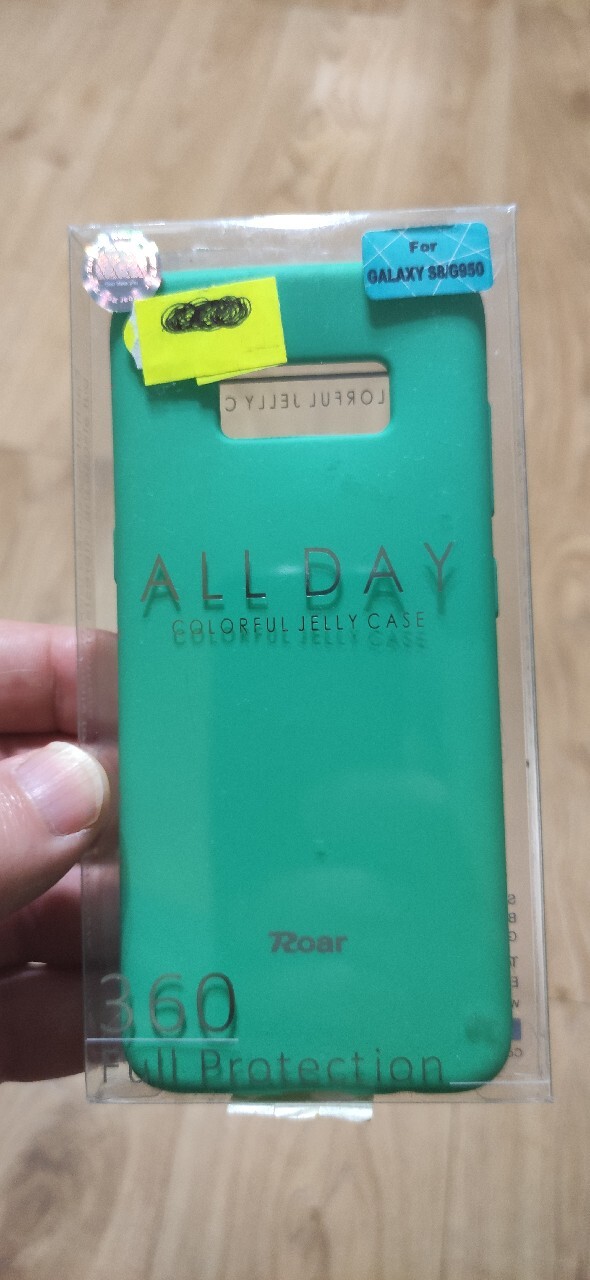 For
GALAXY S8/G950
LORFUL JELLY C
ALL DAY
COLORFUL JELLY CASE
Roar
360
Full Protection